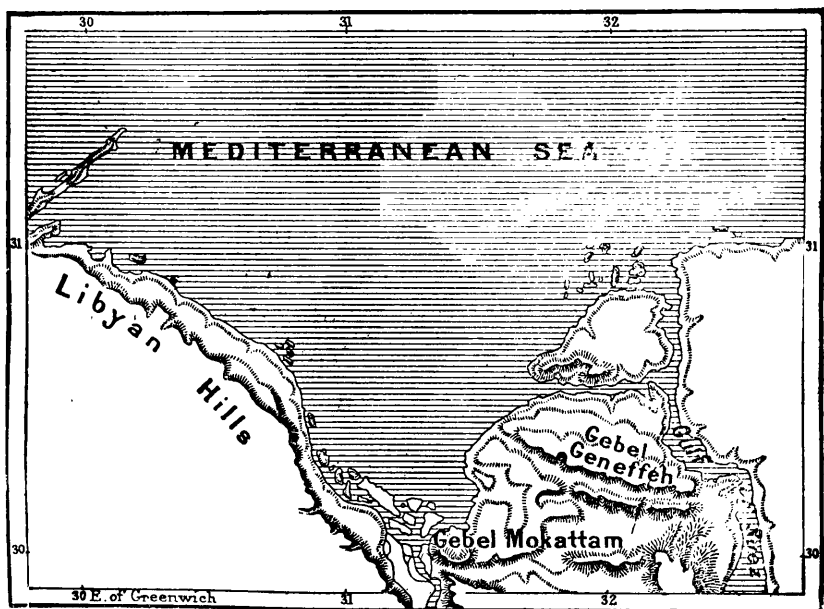 30 31 32
MEDITERRANEAN SEA
31 31
Libyan
Hills
Gebel
Geneffeh
GULF
Gebel Mokattam
30 30
30 E. of Greenwich 31 32